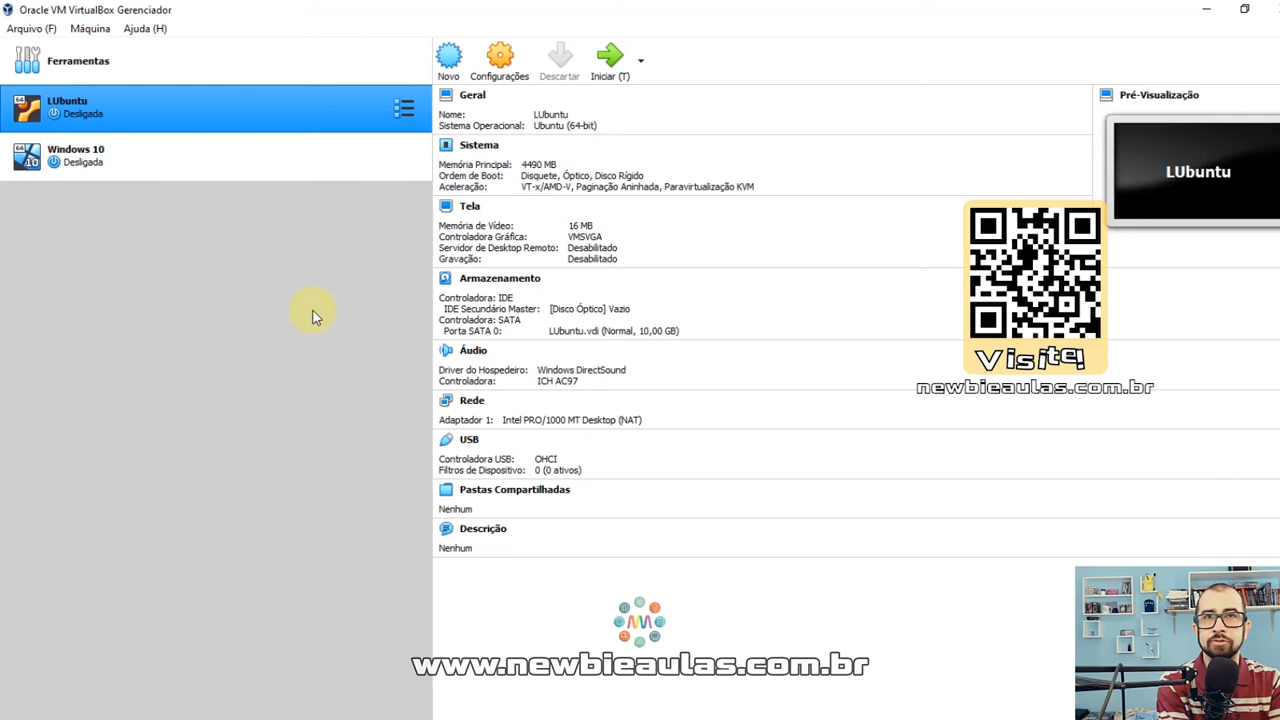 Oracle VM VirtualBox Gerenciador
Arquivo (F) Máquina Ajuda (H)
Ferramentas
LUbuntu
Desligada
Windows 10
Desligada
Novo Configurações Descartar Iniciar (T)
Geral
Nome: LUbuntu
Sistema Operacional: Ubuntu (64-bit)
Sistema
Memória Principal: 4490 MB
Ordem de Boot: Disquete, Óptico, Disco Rígido
Aceleração: VT-x/AMD-V, Paginação Aninhada, Paravirtualização KVM
Tela
Memória de Vídeo: 16 MB
Controladora Gráfica: VMSVGA
Servidor de Desktop Remoto: Desabilitado
Gravação: Desabilitado
Armazenamento
Controladora: IDE
IDE Secundário Master: [Disco Óptico] Vazio
Controladora: SATA
Porta SATA 0: LUbuntu.vdi (Normal, 10,00 GB)
Áudio
Driver do Hospedeiro: Windows DirectSound
Controladora: ICH AC97
Rede
Adaptador 1: Intel PRO/1000 MT Desktop (NAT)
USB
Controladora USB: OHCI
Filtros de Dispositivo: 0 (0 ativos)
Pastas Compartilhadas
Nenhum
Descrição
Nenhum
Pré-Visualização
LUbuntu
Visite!
newbieaulas.com.br
www.newbieaulas.com.br